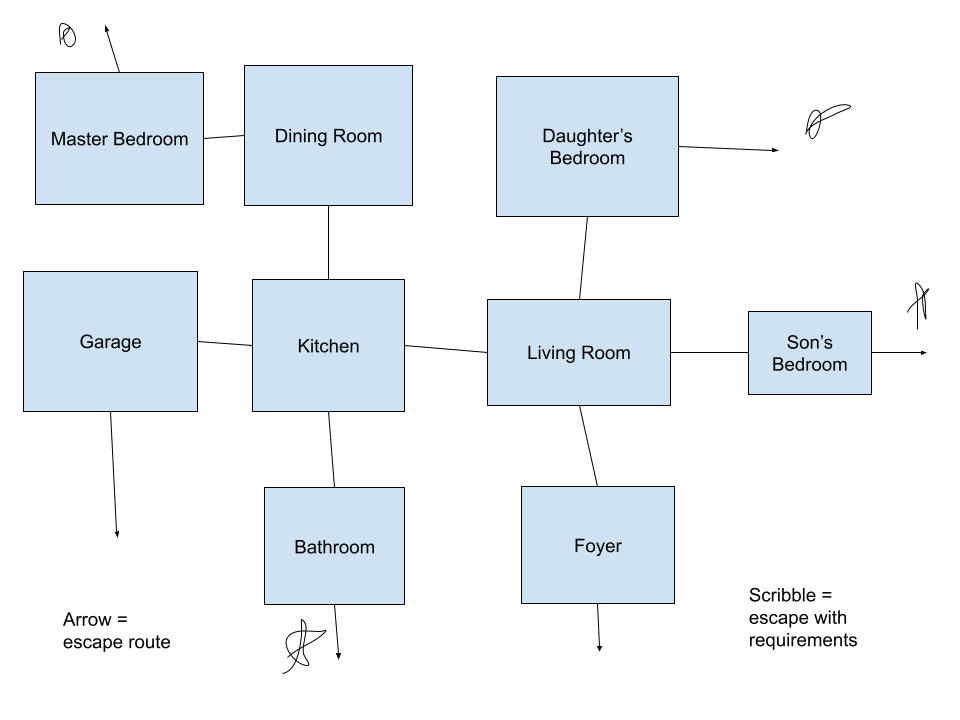 Master Bedroom
Dining Room
Daughter’s
Bedroom
Garage
Kitchen
Living Room
Son’s
Bedroom
Bathroom
Foyer
Arrow =
escape route
Scribble =
escape with
requirements